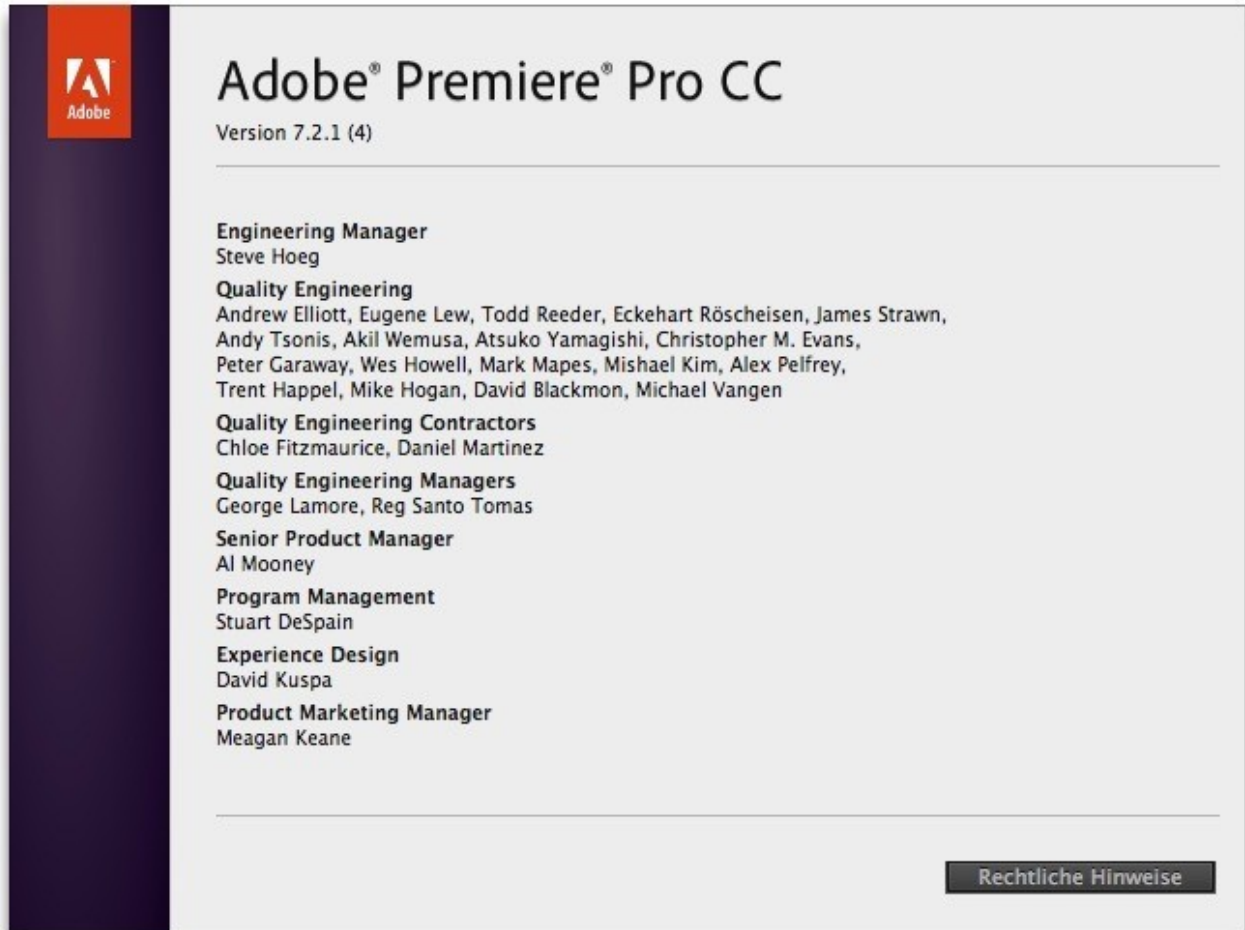 Adobe
Adobe® Premiere® Pro CC
Version 7.2.1 (4)
Engineering Manager
Steve Hoeg
Quality Engineering
Andrew Elliott, Eugene Lew, Todd Reeder, Eckehart Röscheisen, James Strawn,
Andy Tsonis, Akil Wemusa, Atsuko Yamagishi, Christopher M. Evans,
Peter Garaway, Wes Howell, Mark Mapes, Mishael Kim, Alex Pelfrey,
Trent Happel, Mike Hogan, David Blackmon, Michael Vangen
Quality Engineering Contractors
Chloe Fitzmaurice, Daniel Martinez
Quality Engineering Managers
George Lamore, Reg Santo Tomas
Senior Product Manager
Al Mooney
Program Management
Stuart DeSpain
Experience Design
David Kuspa
Product Marketing Manager
Meagan Keane
Rechtliche Hinweise